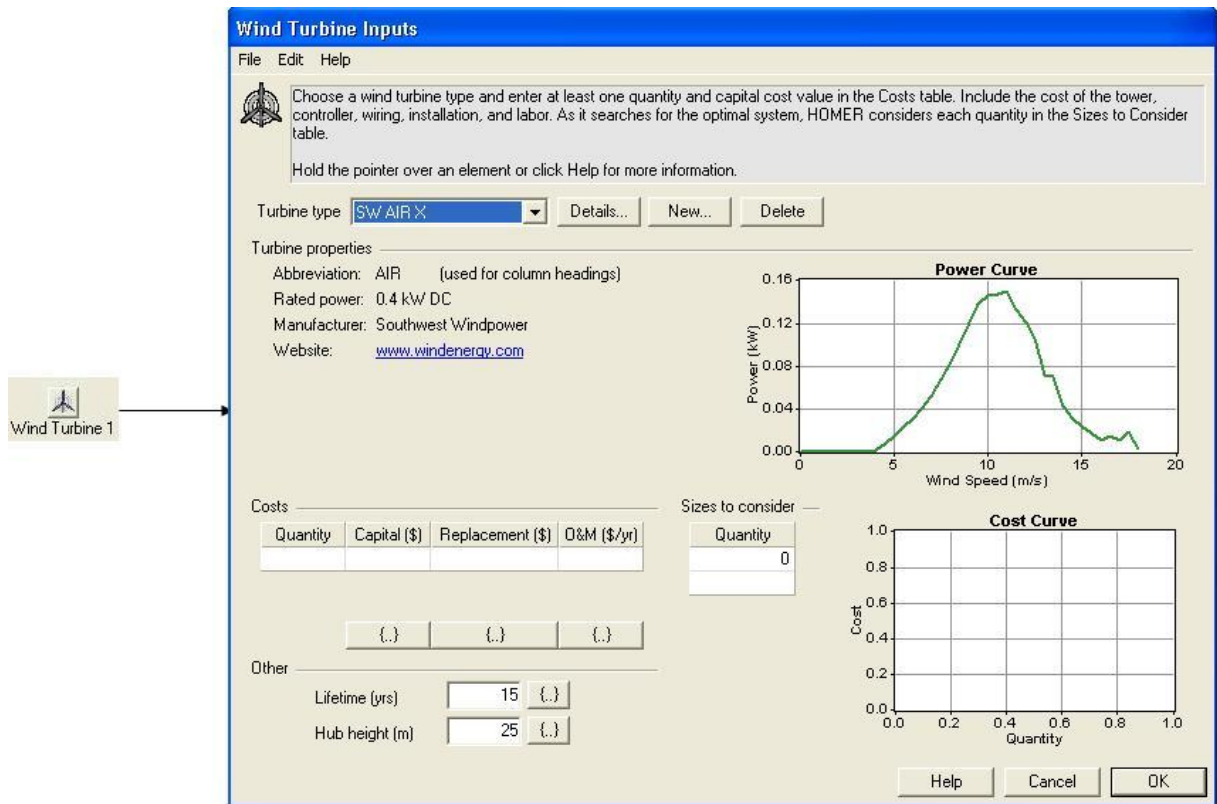 Wind Turbine Inputs
File Edit Help
Choose a wind turbine type and enter at least one quantity and capital cost value in the Costs table. Include the cost of the tower,
controller, wiring, installation, and labor. As it searches for the optimal system, HOMER considers each quantity in the Sizes to Consider
table.
Hold the pointer over an element or click Help for more information.
Turbine type SW AIR X Details... New... Delete
Turbine properties
Abbreviation: AIR (used for column headings)
Rated power: 0.4 kW DC
Manufacturer: Southwest Windpower
Website: www.windenergy.com
Power Curve
Power (kW)
0.16
0.12
0.08
0.04
0.00
0 5 10 15 20
Wind Speed (m/s)
Wind Turbine 1
Costs
Quantity Capital ($) Replacement ($) O&M ($/yr)
{..} {..} {..}
Sizes to consider
Quantity
0
Cost Curve
Cost
1.0
0.8
0.6
0.4
0.2
0.0
0.0 0.2 0.4 0.6 0.8 1.0
Quantity
Other
Lifetime (yrs) 15 {..}
Hub height (m) 25 {..}
Help Cancel OK